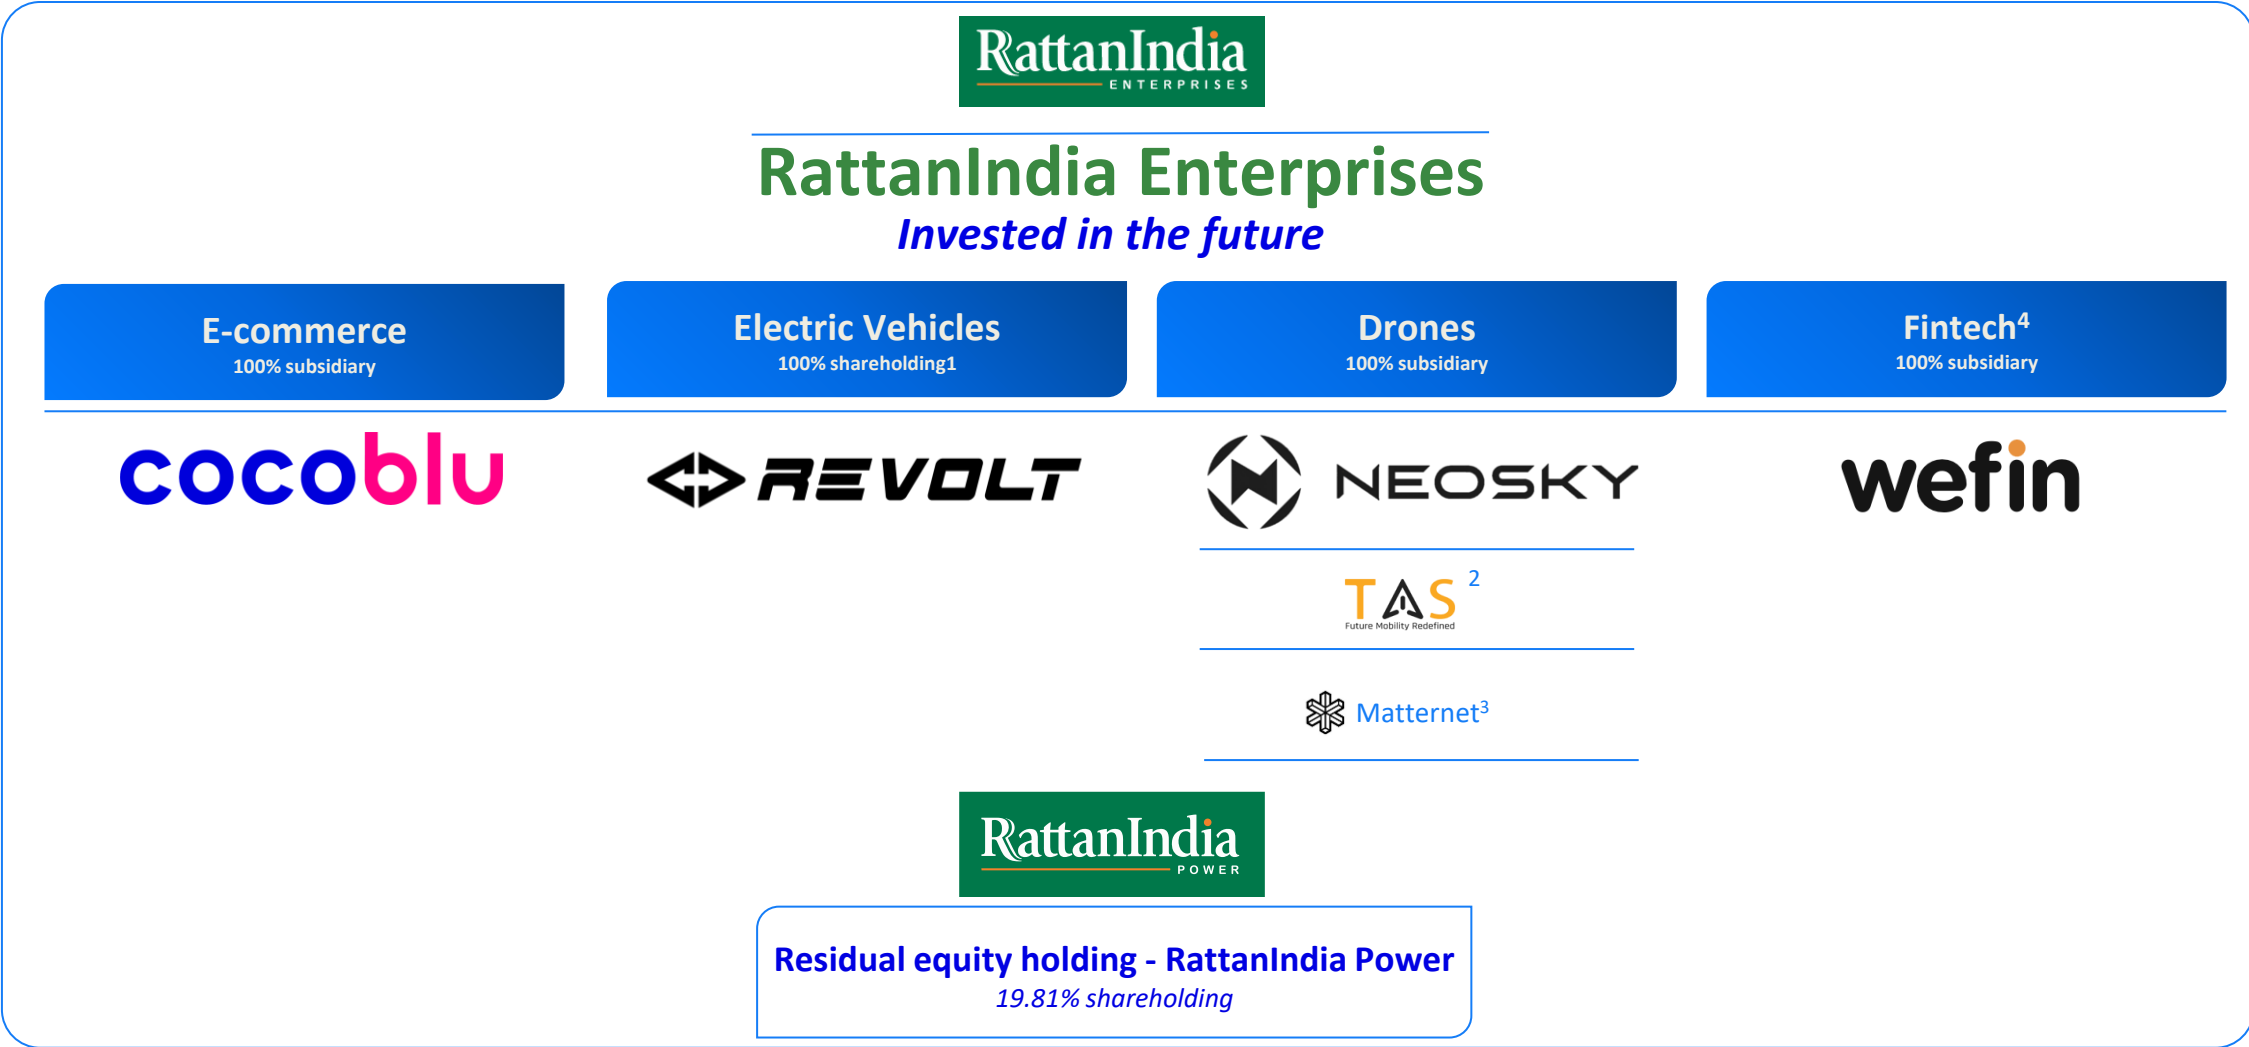 RattanIndia
ENTERPRISES
RattanIndia Enterprises
Invested in the future
E-commerce
100% subsidiary
Electric Vehicles
100% shareholding1
Drones
100% subsidiary
Fintech⁴
100% subsidiary
cocoblu
REVOLT
NEOSKY
wefin
TAS ²
Future Mobility Redefined
Matternet³
RattanIndia
POWER
Residual equity holding - RattanIndia Power
19.81% shareholding